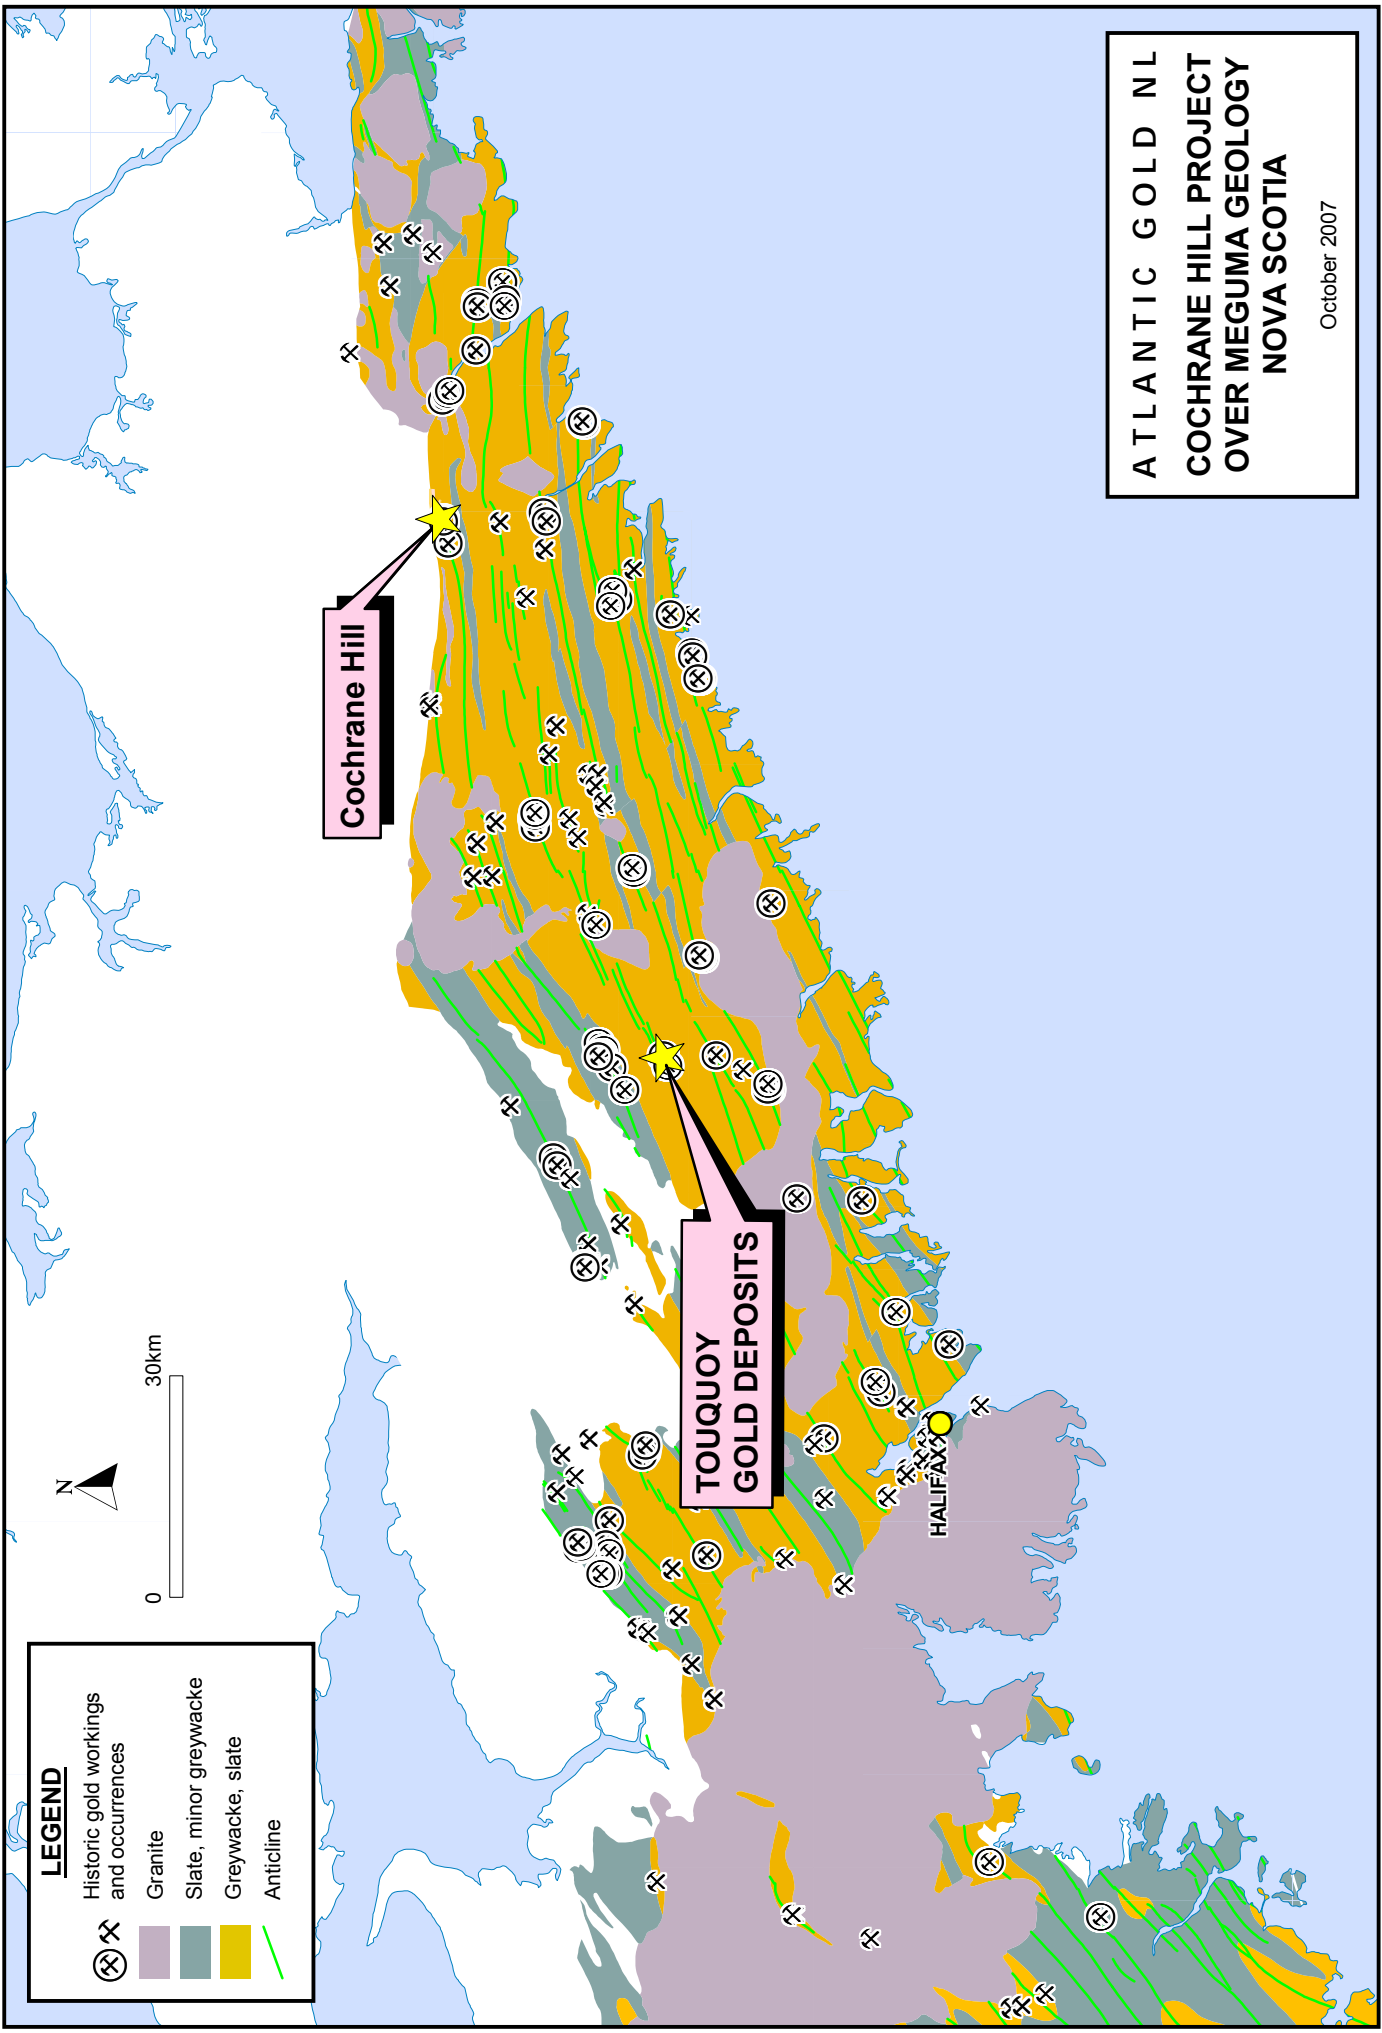 ATLANTIC GOLD NL
COCHRANE HILL PROJECT
OVER MEGUMA GEOLOGY
NOVA SCOTIA
October 2007
Cochrane Hill
TOUQUOY
GOLD DEPOSITS
HALIFAX
N
0
30km
LEGEND
Historic gold workings
and occurrences
Granite
Slate, minor greywacke
Greywacke, slate
Anticline